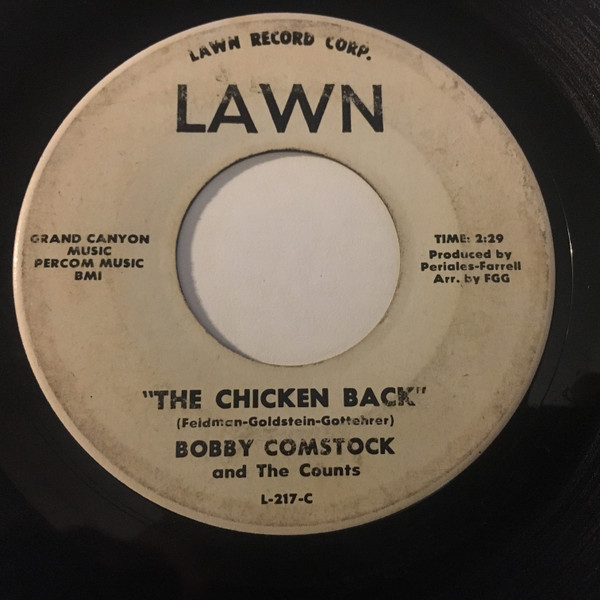 LAWN RECORD CORP.
LAWN
GRAND CANYON
MUSIC
PERCOM MUSIC
BMI
TIME: 2:29
Produced by
Periales-Farrell
Arr. by FGG
"THE CHICKEN BACK"
(Feldman-Goldstein-Gottehrer)
BOBBY COMSTOCK
and The Counts
L-217-C